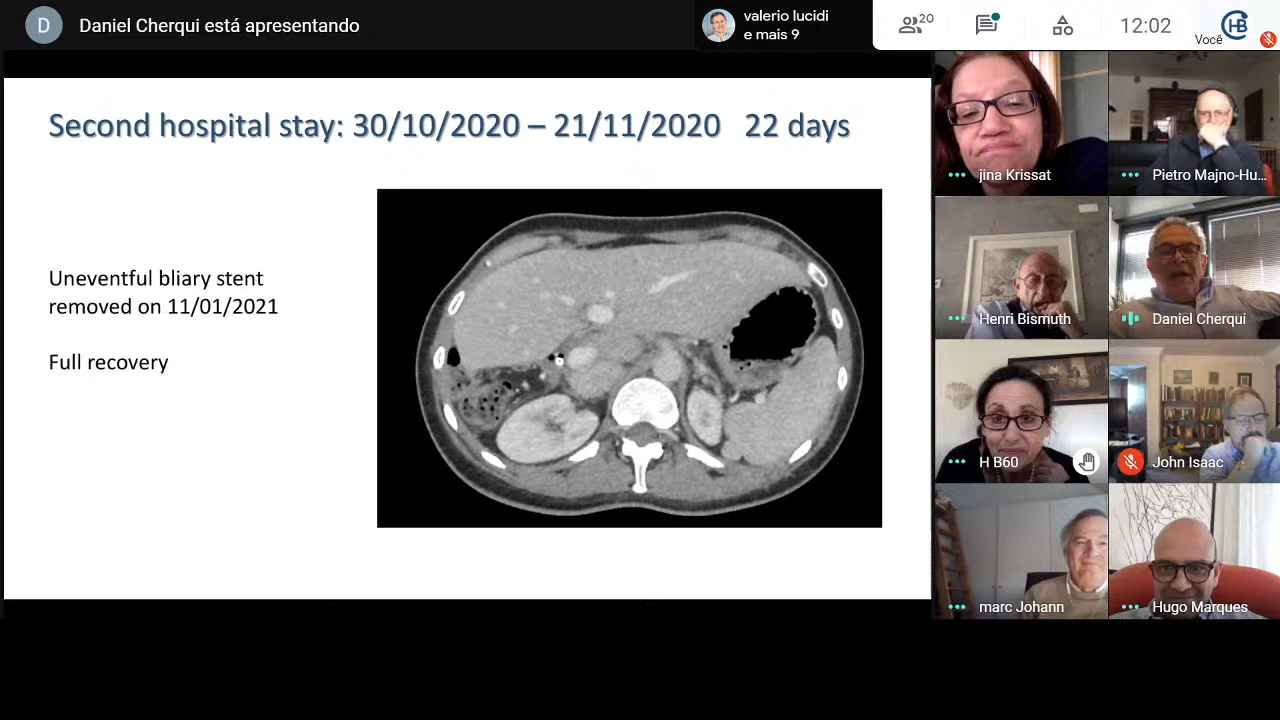 D
Daniel Cherqui está apresentando
valerio lucidi
e mais 9
20
12:02
Você
CHB
Second hospital stay: 30/10/2020 – 21/11/2020 22 days
Uneventful bliary stent
removed on 11/01/2021
Full recovery
jina Krissat
Pietro Majno-Hu...
Henri Bismuth
Daniel Cherqui
H B60
John Isaac
marc Johann
Hugo Marques